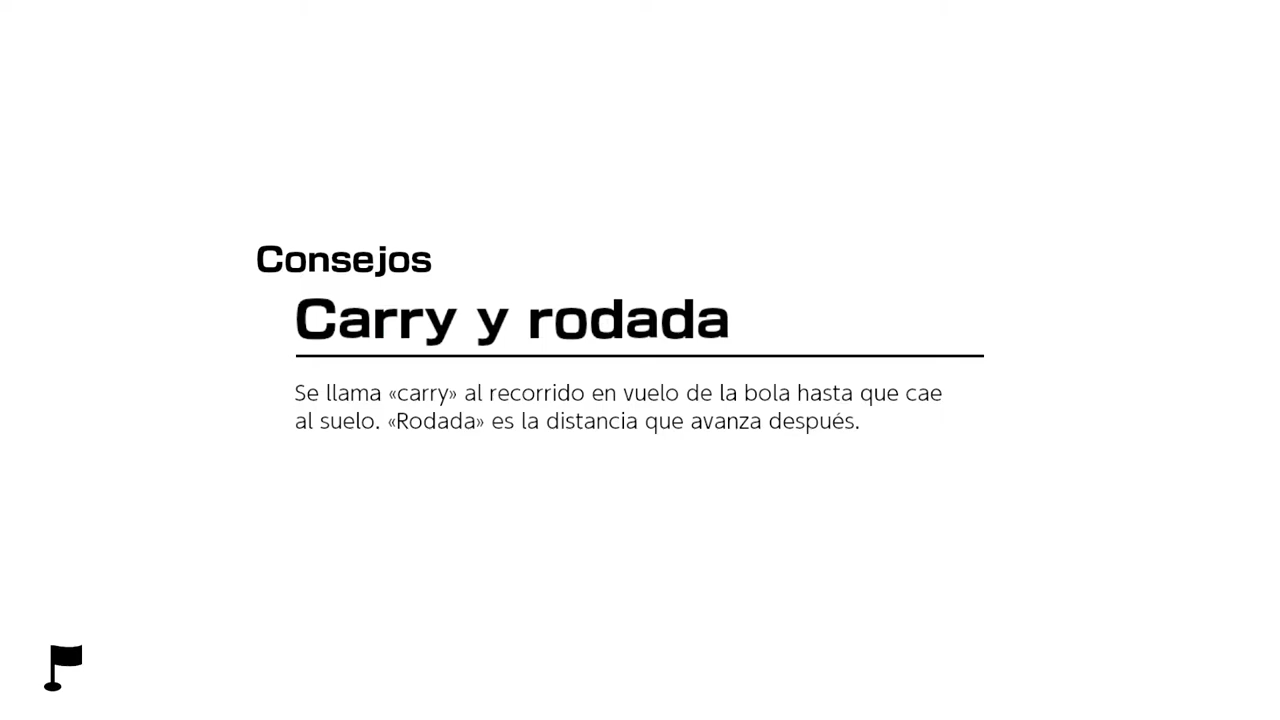 Consejos
Carry y rodada
Se llama «carry» al recorrido en vuelo de la bola hasta que cae
al suelo. «Rodada» es la distancia que avanza después.